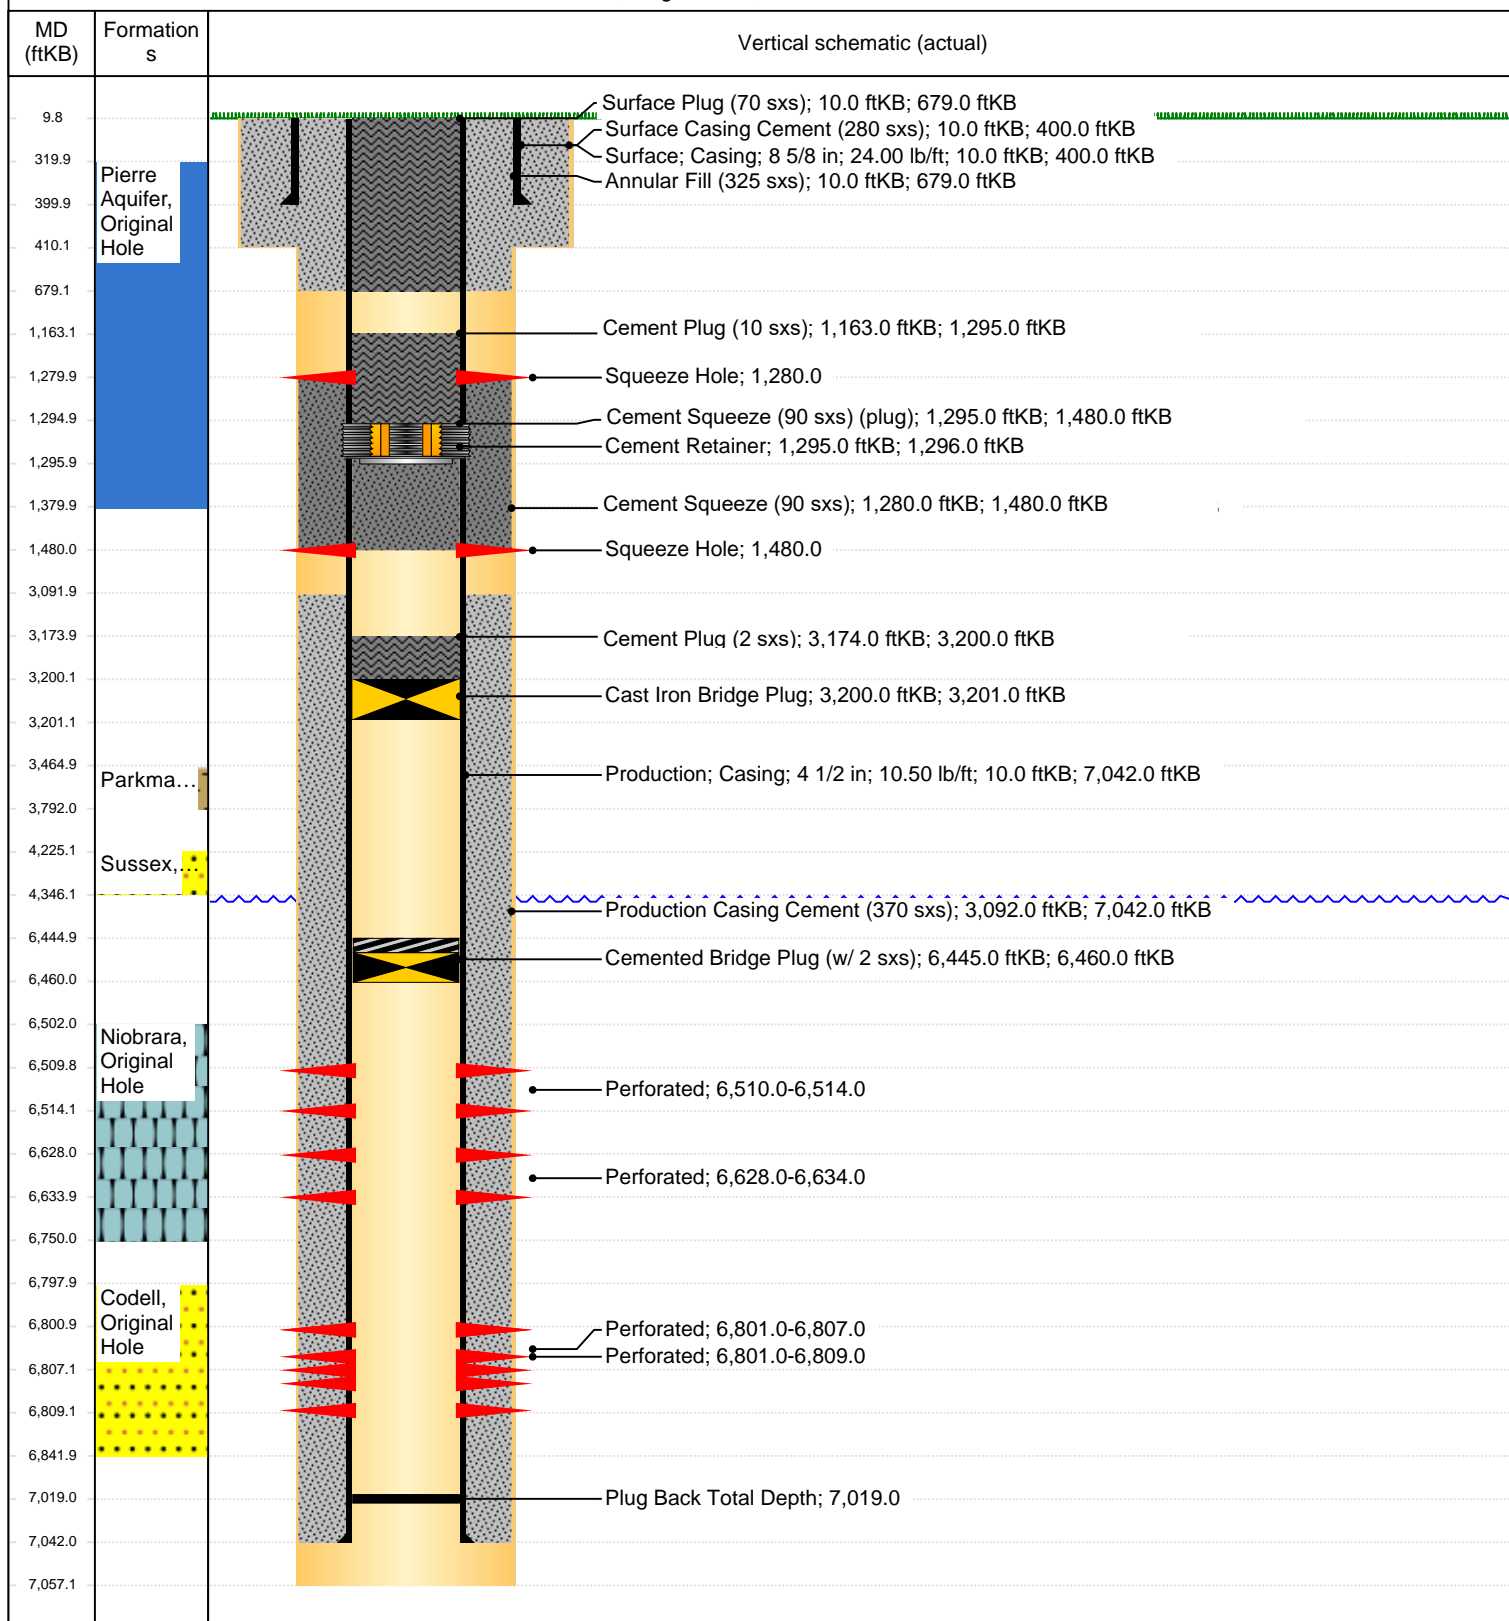 MD
(ftKB)
Formation
s
Vertical schematic (actual)
9.8
319.9
399.9
410.1
679.1
1,163.1
1,279.9
1,294.9
1,295.9
1,379.9
1,480.0
3,091.9
3,173.9
3,200.1
3,201.1
3,464.9
3,792.0
4,225.1
4,346.1
6,444.9
6,460.0
6,502.0
6,509.8
6,514.1
6,628.0
6,633.9
6,750.0
6,797.9
6,800.9
6,807.1
6,809.1
6,841.9
7,019.0
7,042.0
7,057.1
Pierre
Aquifer,
Original
Hole
Parkma…
Sussex,…
Niobrara,
Original
Hole
Codell,
Original
Hole
Surface Plug (70 sxs); 10.0 ftKB; 679.0 ftKB
Surface Casing Cement (280 sxs); 10.0 ftKB; 400.0 ftKB
Surface; Casing; 8 5/8 in; 24.00 lb/ft; 10.0 ftKB; 400.0 ftKB
Annular Fill (325 sxs); 10.0 ftKB; 679.0 ftKB
Cement Plug (10 sxs); 1,163.0 ftKB; 1,295.0 ftKB
Squeeze Hole; 1,280.0
Cement Squeeze (90 sxs) (plug); 1,295.0 ftKB; 1,480.0 ftKB
Cement Retainer; 1,295.0 ftKB; 1,296.0 ftKB
Cement Squeeze (90 sxs); 1,280.0 ftKB; 1,480.0 ftKB
Squeeze Hole; 1,480.0
Cement Plug (2 sxs); 3,174.0 ftKB; 3,200.0 ftKB
Cast Iron Bridge Plug; 3,200.0 ftKB; 3,201.0 ftKB
Production; Casing; 4 1/2 in; 10.50 lb/ft; 10.0 ftKB; 7,042.0 ftKB
Production Casing Cement (370 sxs); 3,092.0 ftKB; 7,042.0 ftKB
Cemented Bridge Plug (w/ 2 sxs); 6,445.0 ftKB; 6,460.0 ftKB
Perforated; 6,510.0-6,514.0
Perforated; 6,628.0-6,634.0
Perforated; 6,801.0-6,807.0
Perforated; 6,801.0-6,809.0
Plug Back Total Depth; 7,019.0